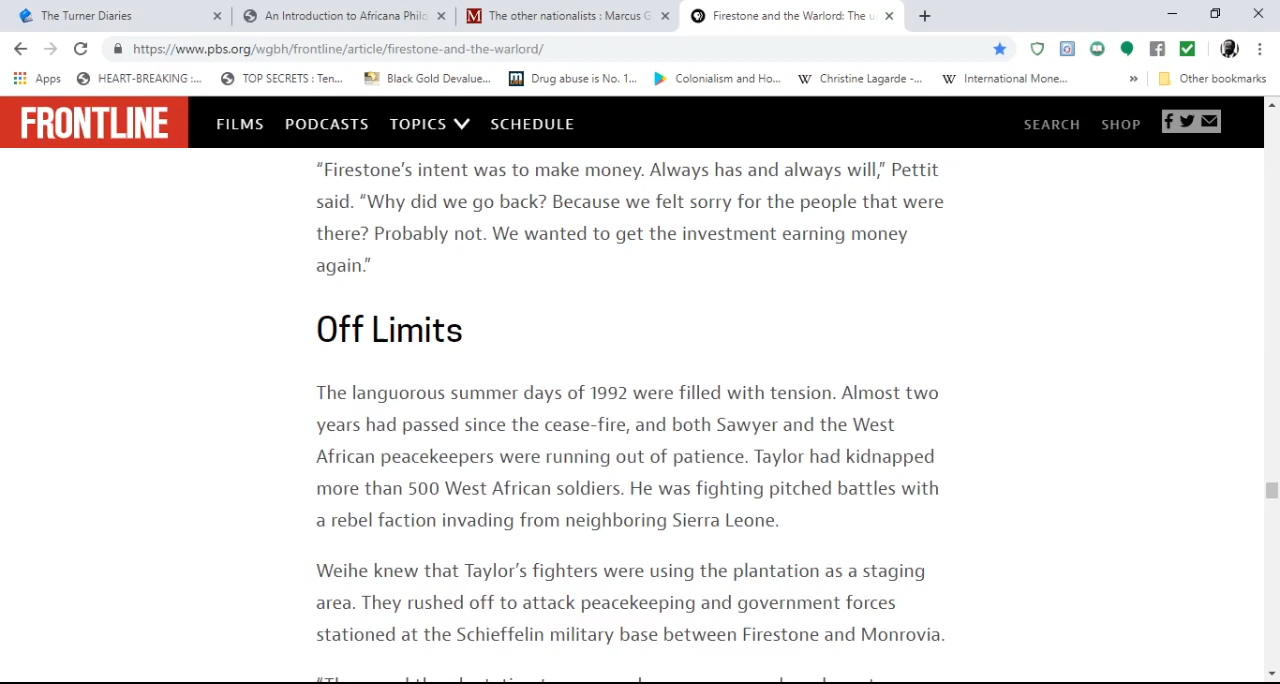 The Turner Diaries
An Introduction to Africana Philo
The other nationalists : Marcus G
Firestone and the Warlord: The u
https://www.pbs.org/wgbh/frontline/article/firestone-and-the-warlord/
Apps
HEART-BREAKING :...
TOP SECRETS : Ten...
Black Gold Devalue...
Drug abuse is No. 1...
Colonialism and Ho...
Christine Lagarde -...
International Mone...
»
Other bookmarks
FRONTLINE
FILMS
PODCASTS
TOPICS
SCHEDULE
SEARCH
SHOP
“Firestone’s intent was to make money. Always has and always will,” Pettit
said. “Why did we go back? Because we felt sorry for the people that were
there? Probably not. We wanted to get the investment earning money
again.”
Off Limits
The languorous summer days of 1992 were filled with tension. Almost two
years had passed since the cease-fire, and both Sawyer and the West
African peacekeepers were running out of patience. Taylor had kidnapped
more than 500 West African soldiers. He was fighting pitched battles with
a rebel faction invading from neighboring Sierra Leone.
Weihe knew that Taylor’s fighters were using the plantation as a staging
area. They rushed off to attack peacekeeping and government forces
stationed at the Schieffelin military base between Firestone and Monrovia.